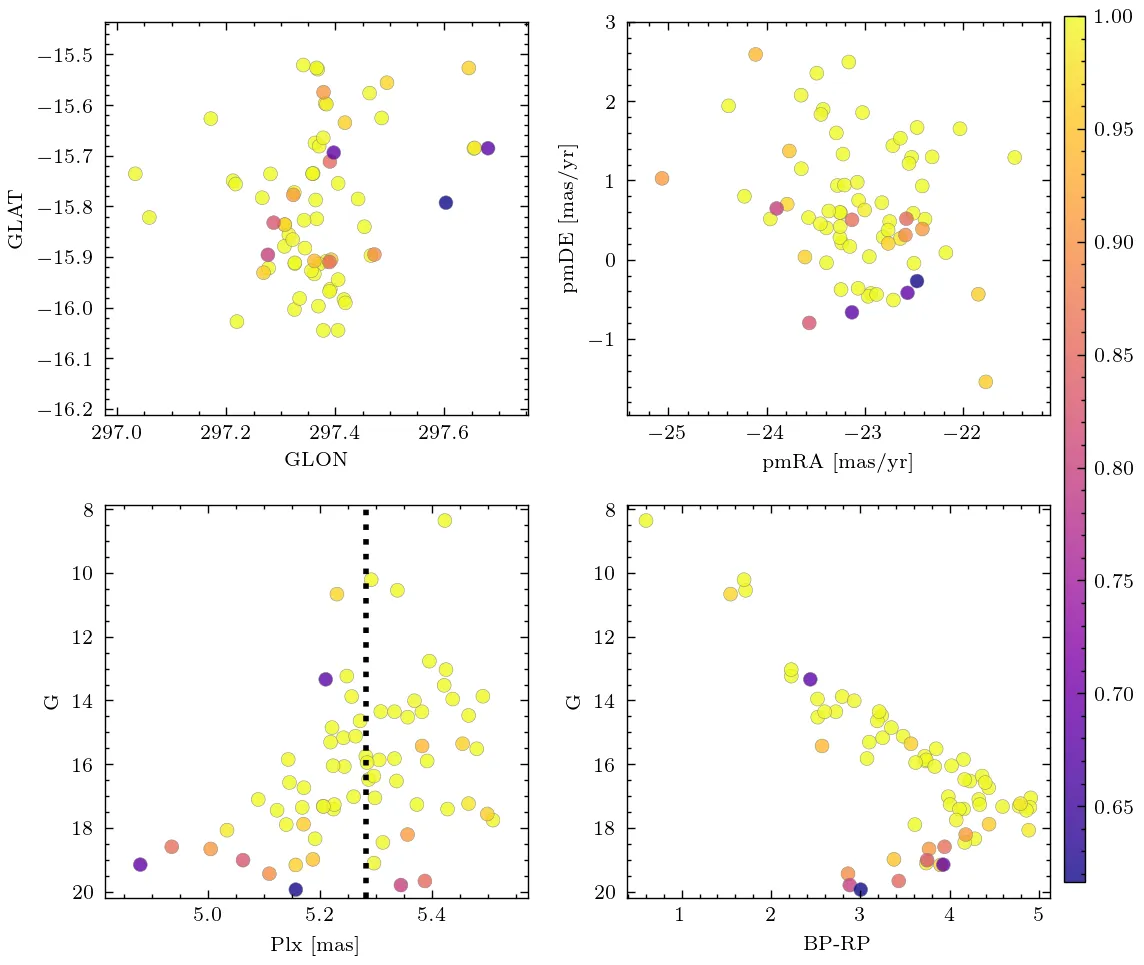 −15.5
−15.6
−15.7
−15.8
−15.9
−16.0
−16.1
−16.2
GLAT
297.0 297.2 297.4 297.6
GLON
3
2
1
0
−1
pmDE [mas/yr]
−25 −24 −23 −22
pmRA [mas/yr]
8
10
12
14
16
18
20
G
5.0 5.2 5.4
Plx [mas]
8
10
12
14
16
18
20
G
1 2 3 4 5
BP-RP
1.00
0.95
0.90
0.85
0.80
0.75
0.70
0.65